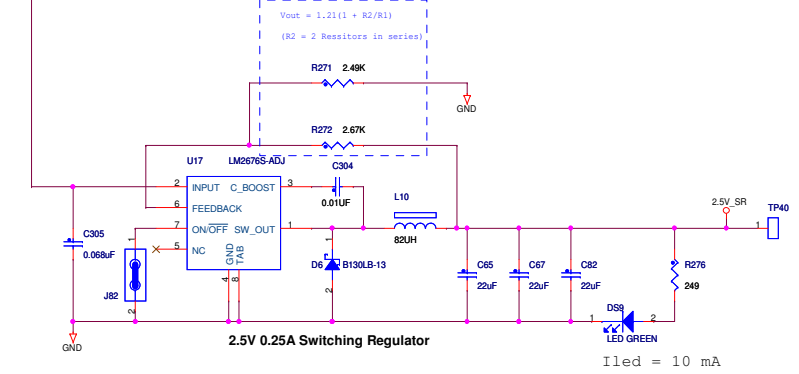 Vout = 1.21(1 + R2/R1)
(R2 = 2 Ressitors in series)
R271 2.49K
GND
R272 2.67K
U17 LM2676S-ADJ
C304
0.01UF
2 INPUT C_BOOST 3
6 FEEDBACK
7 ON/OFF SW_OUT 1
5 NC
GND TAB
4 8
L10
82UH
2.5V_SR
TP40
1
C305
0.068uF
1
J82
2
1
D6 B130LB-13
2
C65
22uF
C67
22uF
C82
22uF
R276
249
DS9
1 2
LED GREEN
GND
2.5V 0.25A Switching Regulator
Iled = 10 mA